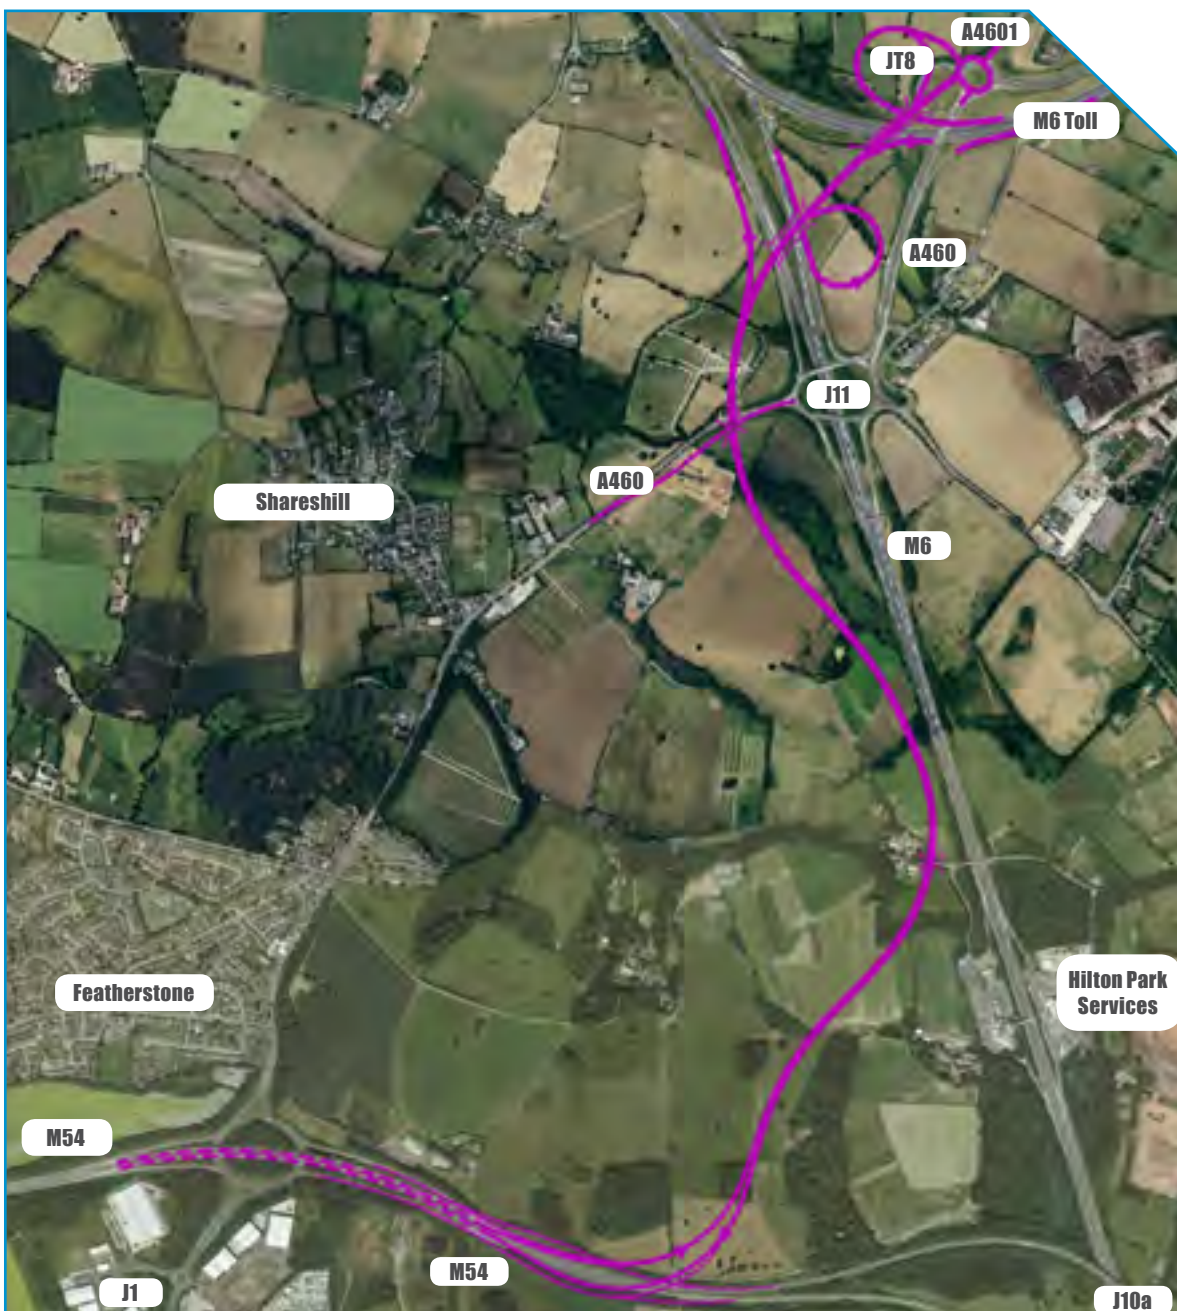 A4601
JT8
M6 Toll
A460
J11
A460
Shareshill
M6
Featherstone
Hilton Park
Services
M54
M54
J1
J10a